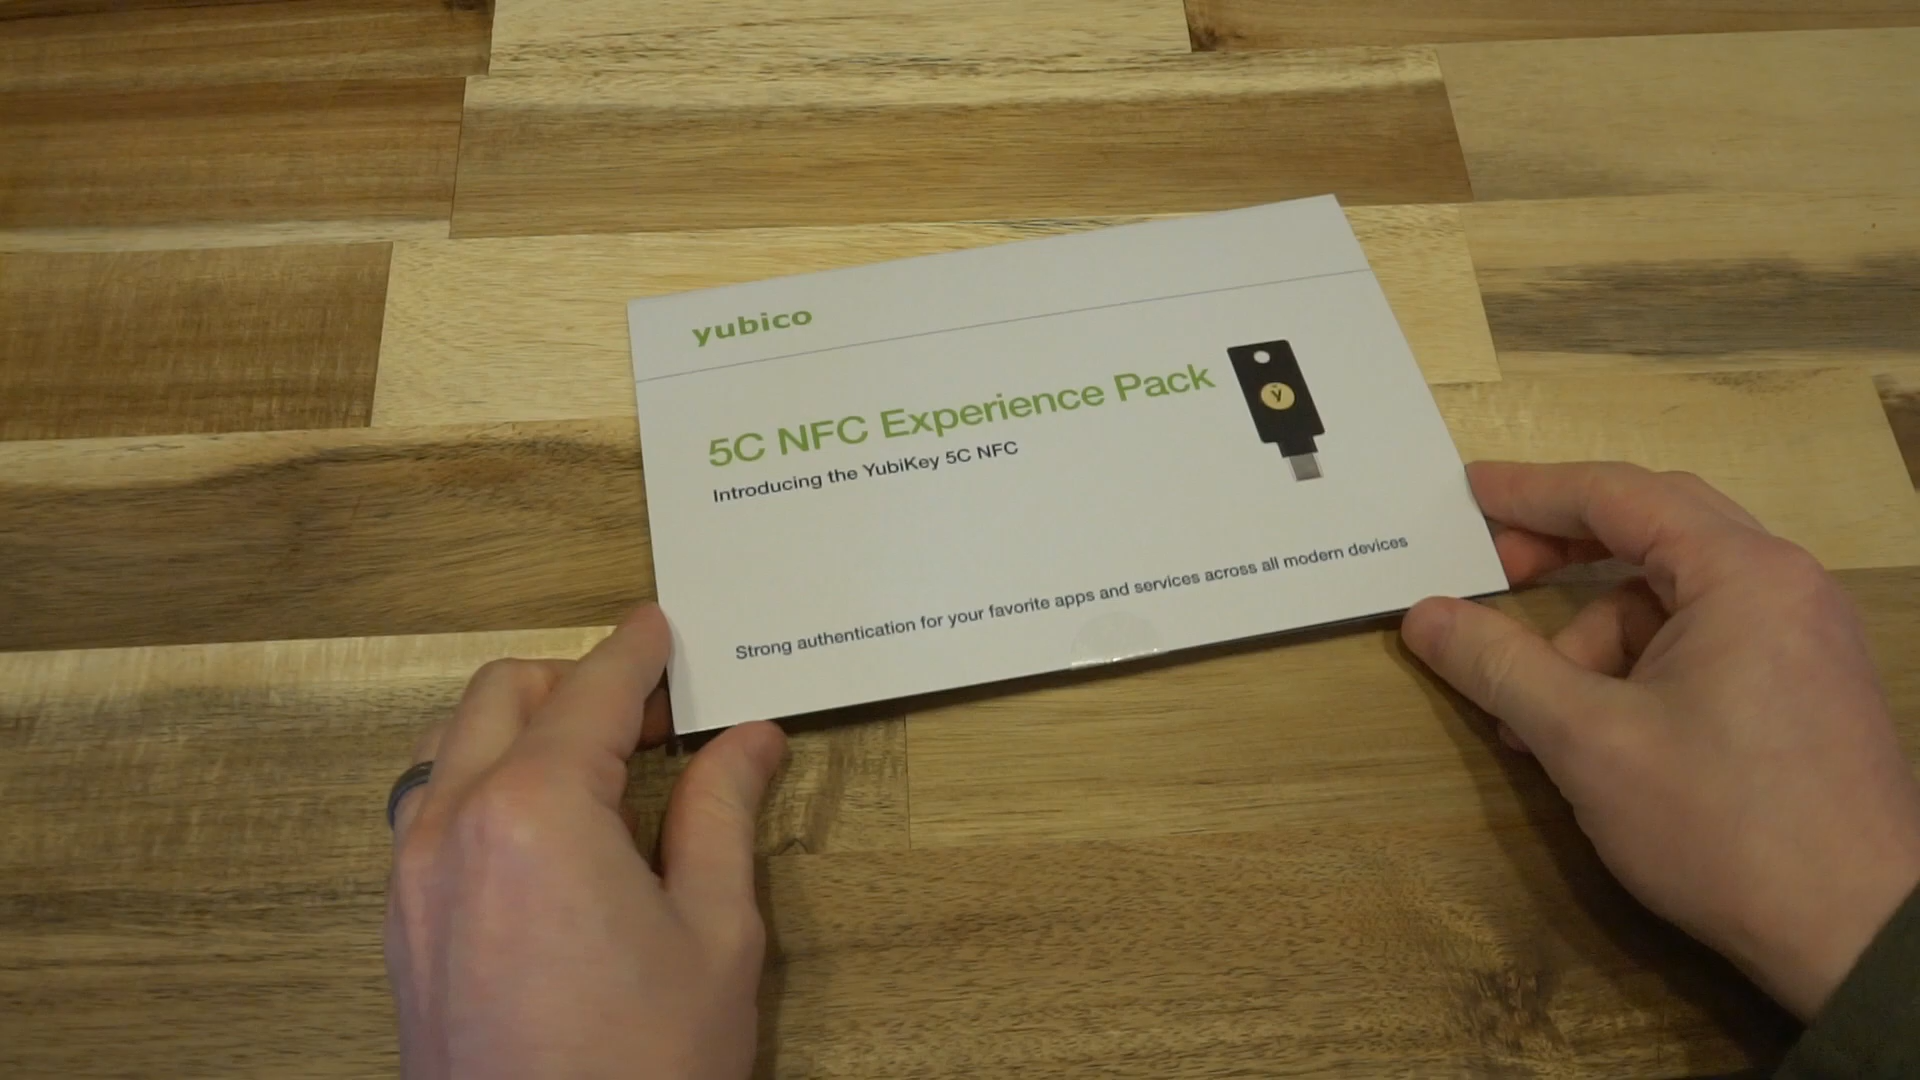 yubico
5C NFC Experience Pack
Introducing the YubiKey 5C NFC
y
Strong authentication for your favorite apps and services across all modern devices